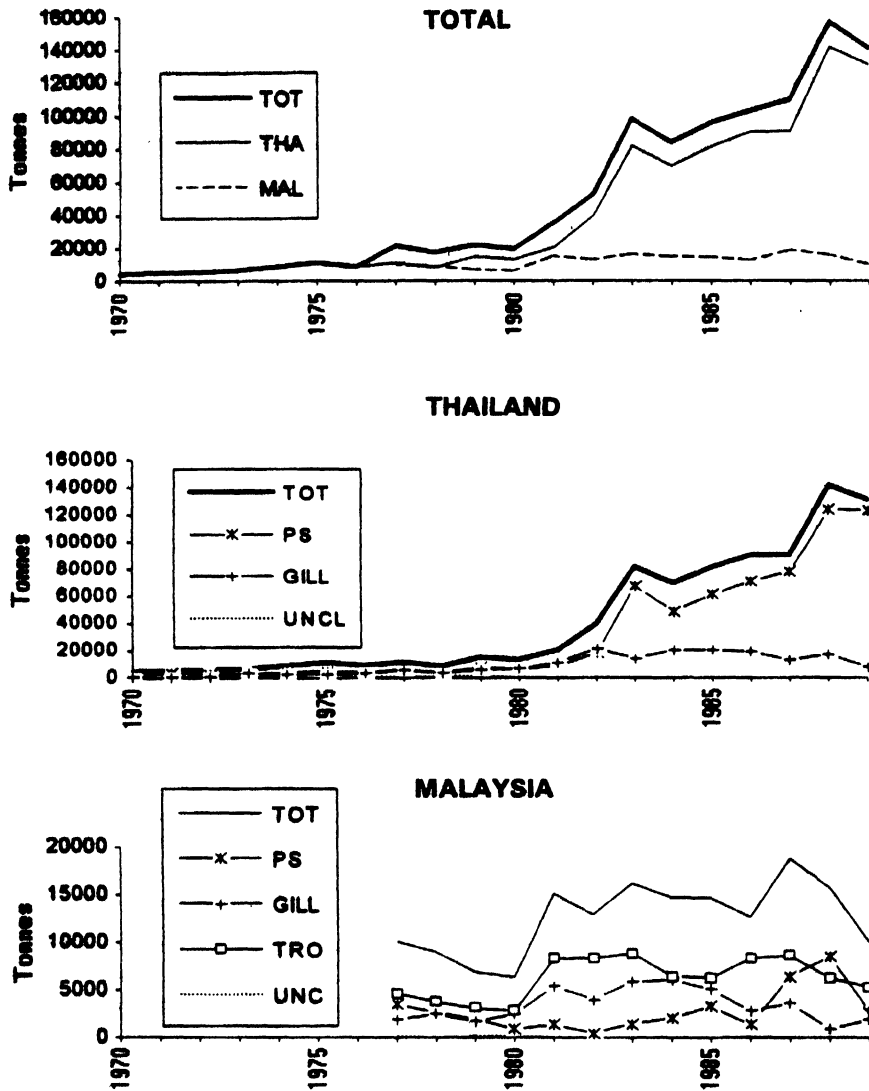 TOTAL
Tonnes
160000
140000
120000
100000
80000
60000
40000
20000
0
TOT
THA
MAL
1970
1975
1980
1985
THAILAND
Tonnes
160000
140000
120000
100000
80000
60000
40000
20000
0
TOT
PS
GILL
UNCL
1970
1975
1980
1985
MALAYSIA
Tonnes
20000
15000
10000
5000
0
TOT
PS
GILL
TRO
UNC
1970
1975
1980
1985